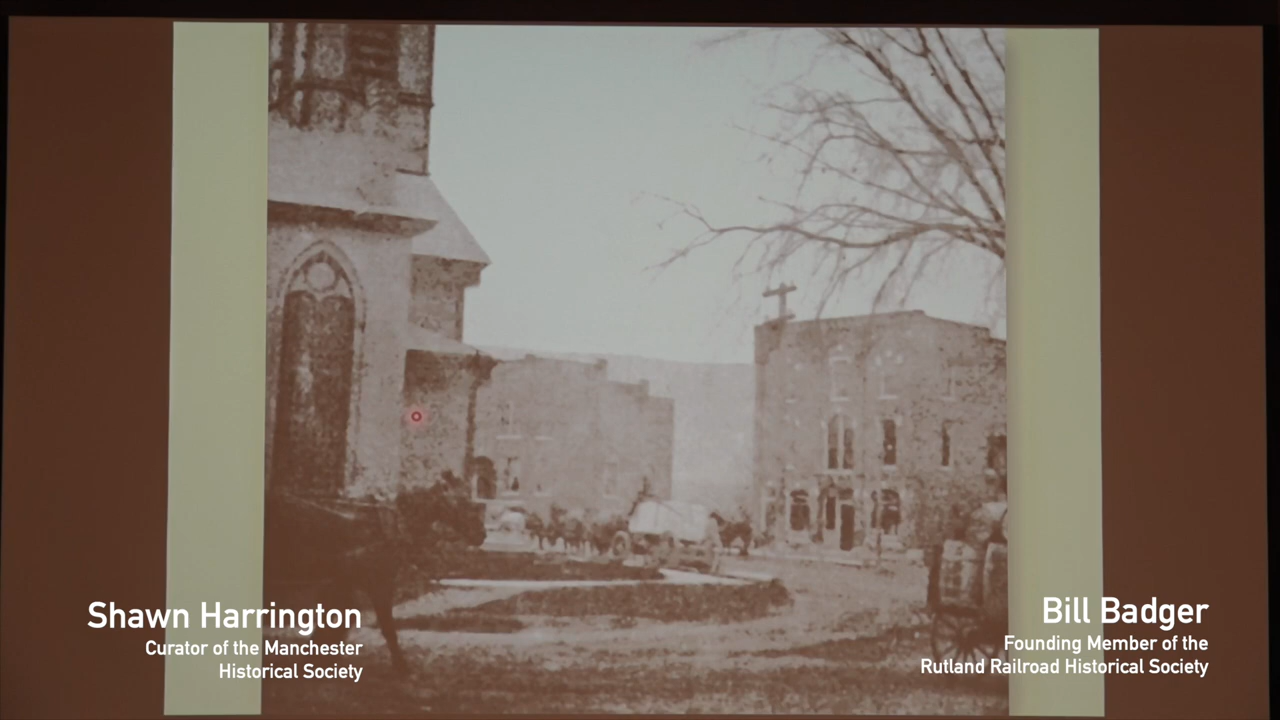 Shawn Harrington
Curator of the Manchester
Historical Society
Bill Badger
Founding Member of the
Rutland Railroad Historical Society